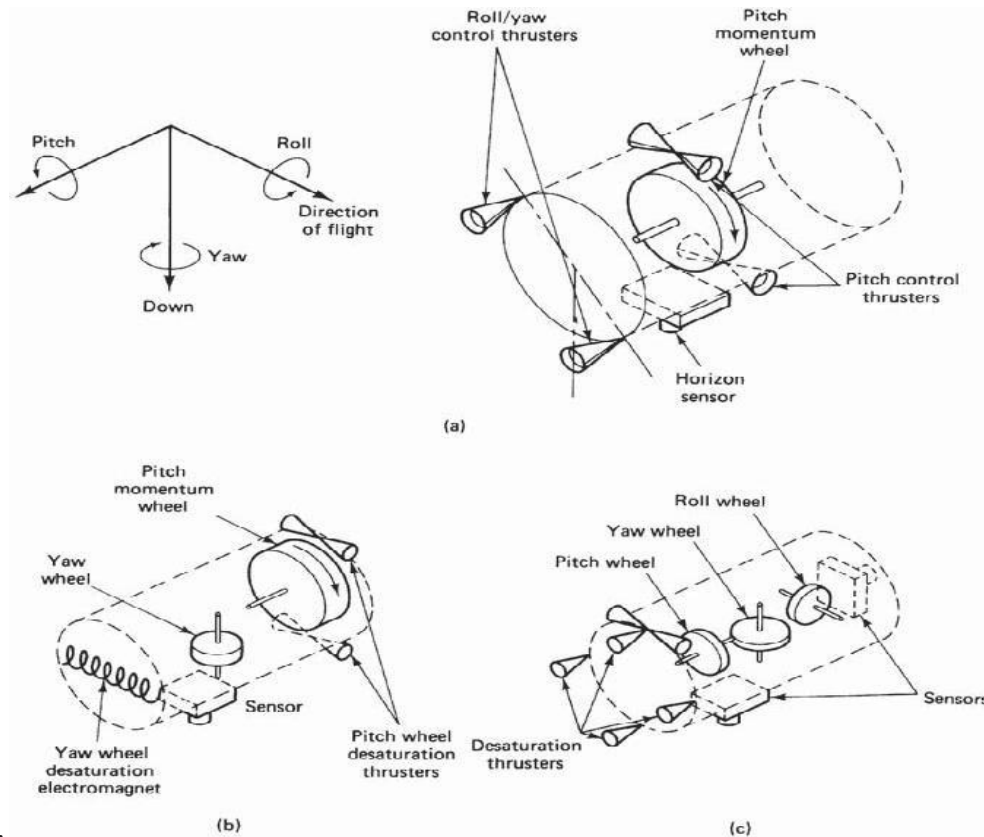 Roll/yaw
control thrusters
Pitch
momentum
wheel
Pitch
Roll
Direction
of flight
Yaw
Down
Pitch control
thrusters
Horizon
sensor
(a)
Pitch
momentum
wheel
Yaw
wheel
Sensor
Yaw wheel
desaturation
electromagnet
Pitch wheel
desaturation
thrusters
(b)
Roll wheel
Yaw wheel
Pitch wheel
Sensors
Desaturation
thrusters
(c)